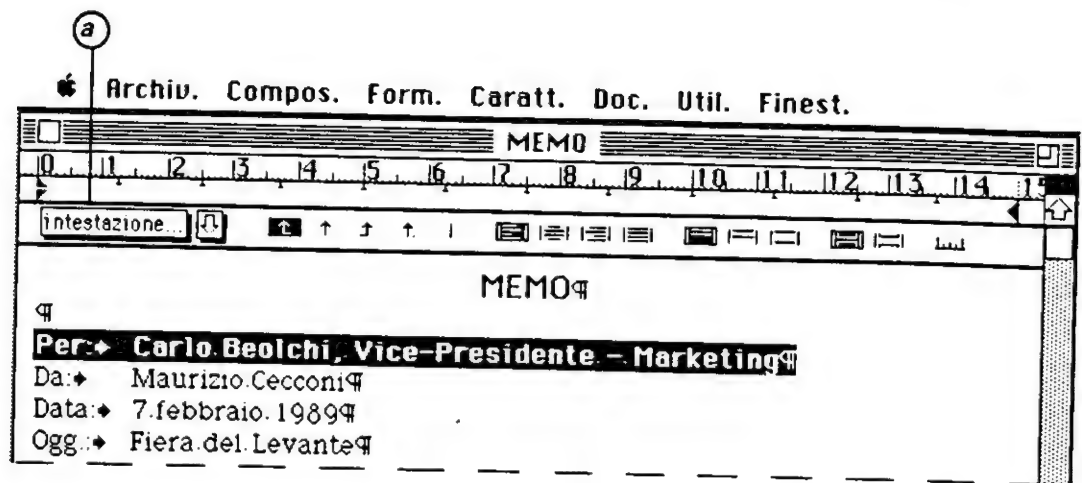 a
Archiv. Compos. Form. Caratt. Doc. Util. Finest.
MEMO
0 1 2 3 4 5 6 7 8 9 10 11 12 13 14 15
intestazione...
MEMO¶
¶
Per: Carlo Beolchi, Vice-Presidente – Marketing¶
Da: Maurizio Cecconi¶
Data: 7 febbraio 1989¶
Ogg.: Fiera del Levante¶